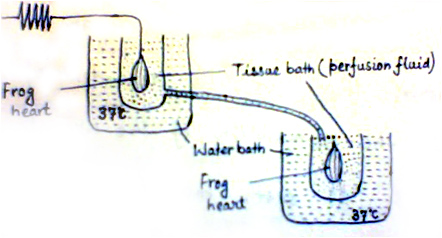 Tissue bath (perfusion fluid)
Frog
heart
37℃
Water bath
Frog
heart
37℃